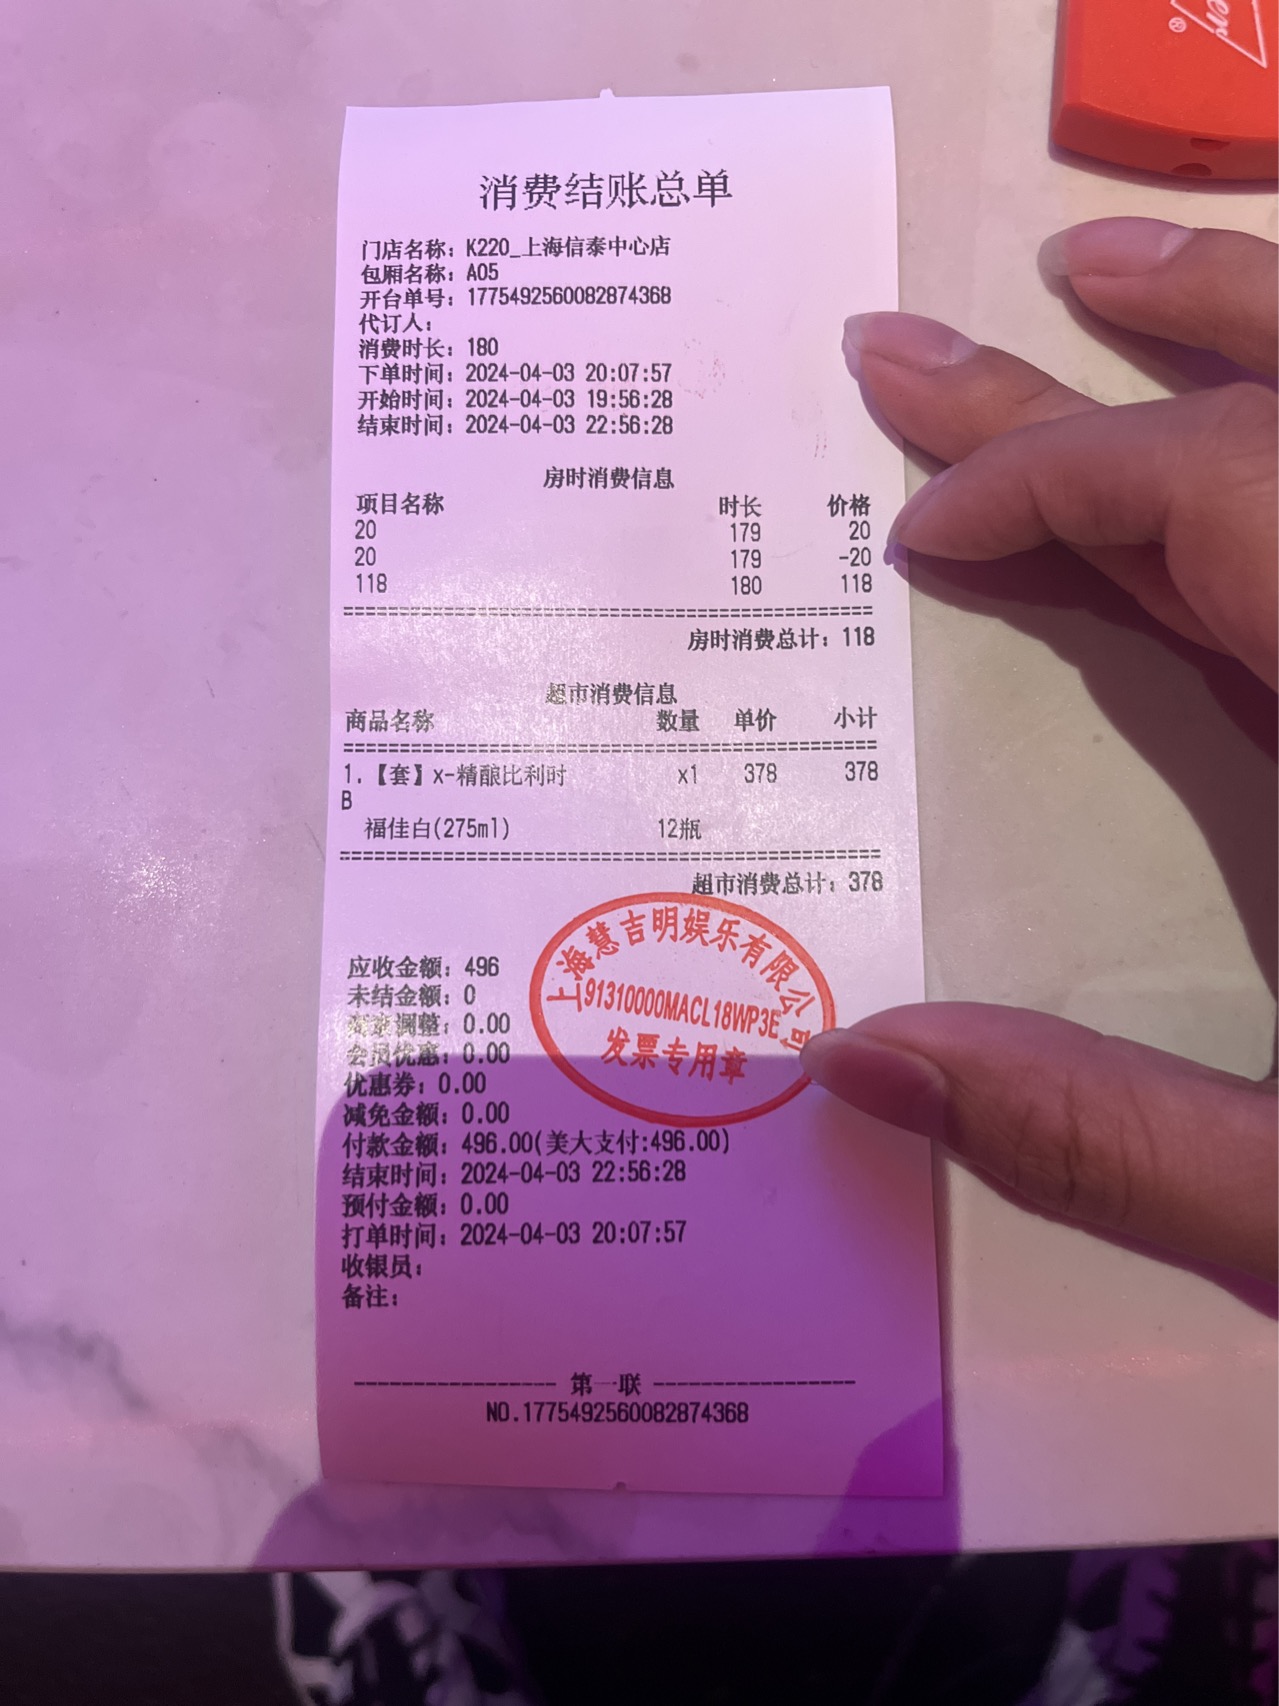 消费结账总单
门店名称：K220_上海信泰中心店
包厢名称：A05
开台单号：1775492560082874368
代订人：
消费时长：180
下单时间：2024-04-03 20:07:57
开始时间：2024-04-03 19:56:28
结束时间：2024-04-03 22:56:28
房时消费信息
项目名称 时长 价格
20 179 20
20 179 -20
118 180 118
房时消费总计：118
超市消费信息
商品名称 数量 单价 小计
1.【套】x-精酿比利时 x1 378 378
B
福佳白(275ml) 12瓶
超市消费总计：378
上海慧吉明娱乐有限公司
91310000MACL18WP3E
发票专用章
应收金额：496
未结金额：0
调整：0.00
会员优惠：0.00
优惠券：0.00
减免金额：0.00
付款金额：496.00(美大支付:496.00)
结束时间：2024-04-03 22:56:28
预付金额：0.00
打单时间：2024-04-03 20:07:57
收银员：
备注：
第一联
NO.1775492560082874368